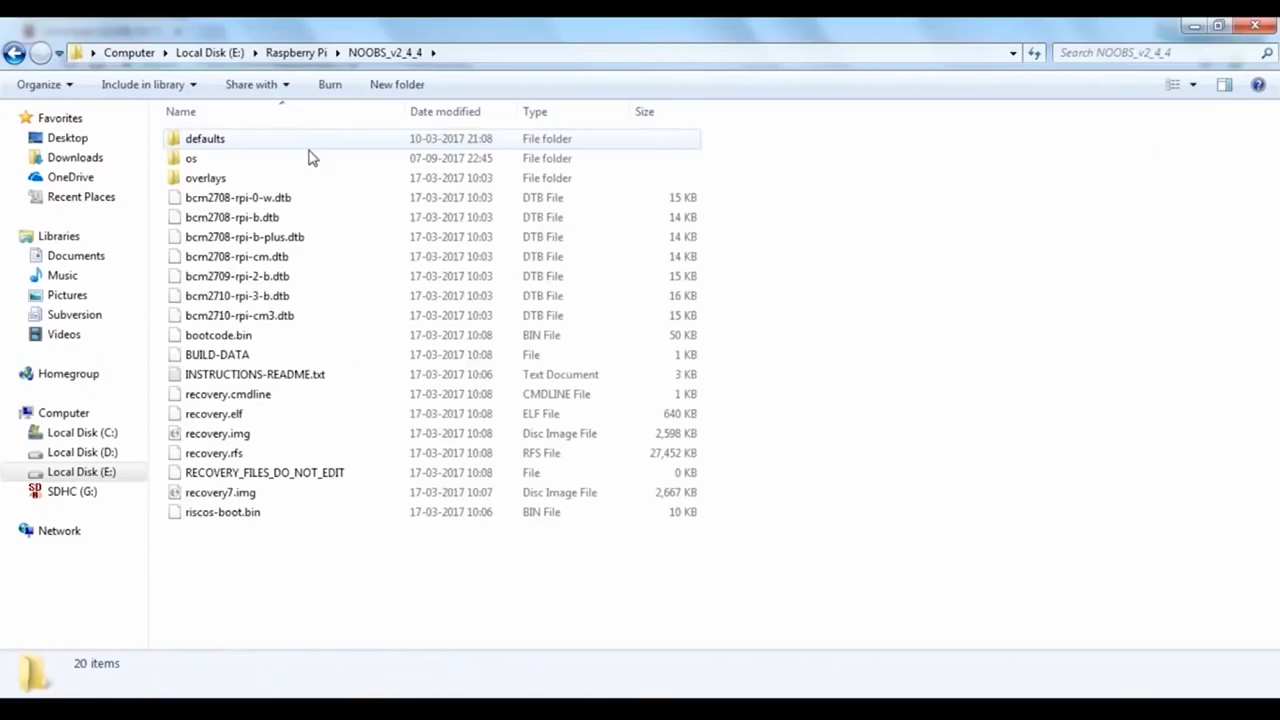 Computer Local Disk (E:) Raspberry Pi NOOBS_v2_4_4 Search NOOBS_v2_4_4
Organize Include in library Share with Burn New folder
Favorites
Desktop
Downloads
OneDrive
Recent Places
Libraries
Documents
Music
Pictures
Subversion
Videos
Homegroup
Computer
Local Disk (C:)
Local Disk (D:)
Local Disk (E:)
SDHC (G:)
Network
Name Date modified Type Size
defaults 10-03-2017 21:08 File folder
os 07-09-2017 22:45 File folder
overlays 17-03-2017 10:03 File folder
bcm2708-rpi-0-w.dtb 17-03-2017 10:03 DTB File 15 KB
bcm2708-rpi-b.dtb 17-03-2017 10:03 DTB File 14 KB
bcm2708-rpi-b-plus.dtb 17-03-2017 10:03 DTB File 14 KB
bcm2708-rpi-cm.dtb 17-03-2017 10:03 DTB File 14 KB
bcm2709-rpi-2-b.dtb 17-03-2017 10:03 DTB File 15 KB
bcm2710-rpi-3-b.dtb 17-03-2017 10:03 DTB File 16 KB
bcm2710-rpi-cm3.dtb 17-03-2017 10:03 DTB File 15 KB
bootcode.bin 17-03-2017 10:08 BIN File 50 KB
BUILD-DATA 17-03-2017 10:08 File 1 KB
INSTRUCTIONS-README.txt 17-03-2017 10:06 Text Document 3 KB
recovery.cmdline 17-03-2017 10:08 CMDLINE File 1 KB
recovery.elf 17-03-2017 10:08 ELF File 640 KB
recovery.img 17-03-2017 10:08 Disc Image File 2,598 KB
recovery.rfs 17-03-2017 10:08 RFS File 27,452 KB
RECOVERY_FILES_DO_NOT_EDIT 17-03-2017 10:08 File 0 KB
recovery7.img 17-03-2017 10:07 Disc Image File 2,667 KB
riscos-boot.bin 17-03-2017 10:06 BIN File 10 KB
20 items